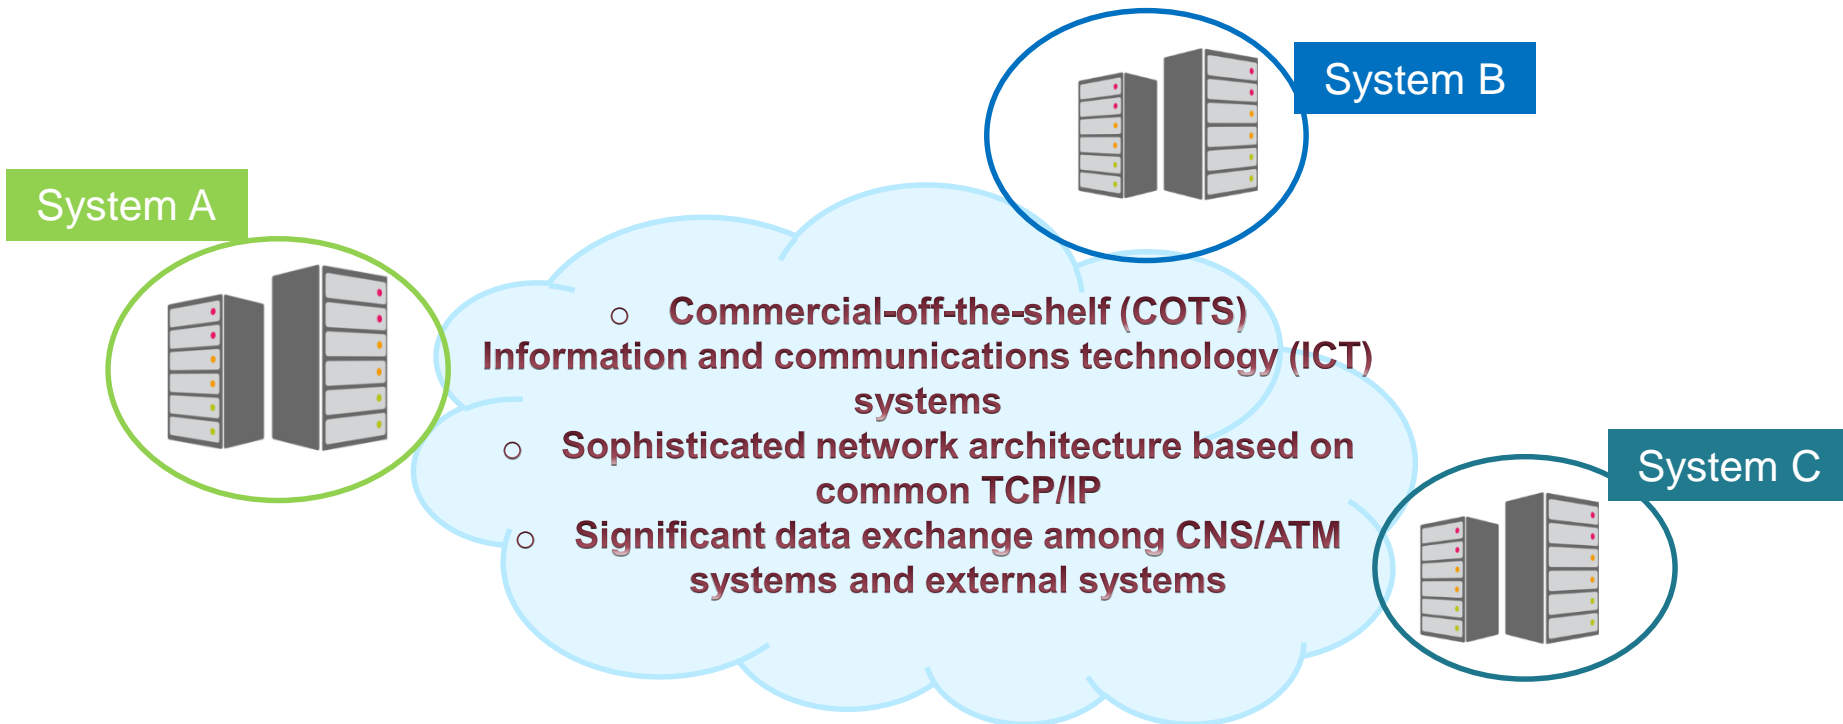 System B
System A
o Commercial-off-the-shelf (COTS)
Information and communications technology (ICT)
systems
o Sophisticated network architecture based on
common TCP/IP
o Significant data exchange among CNS/ATM
systems and external systems
System C